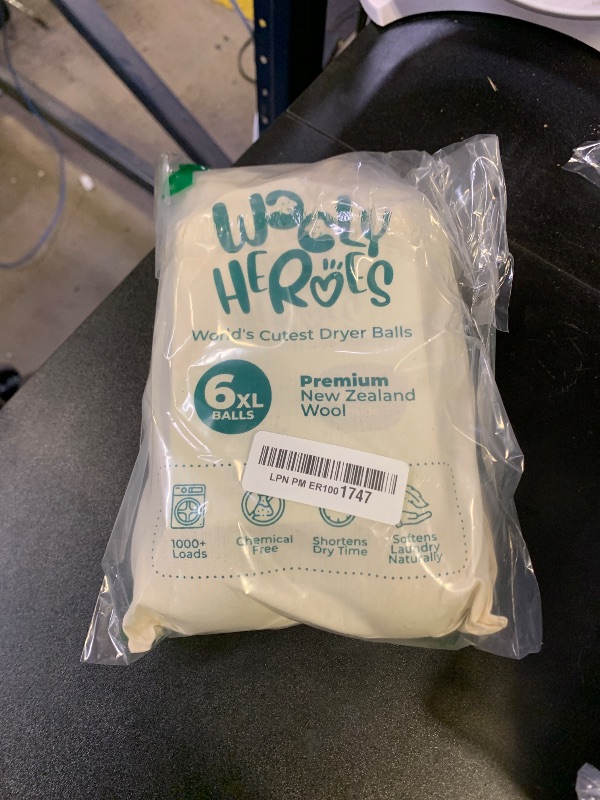 WOOLLY
HEROES
World's Cutest Dryer Balls
6XL
BALLS
Premium
New Zealand
Wool
LPN PM ER1001747
1000+
Loads
Chemical
Free
Shortens
Dry Time
Softens
Laundry
Naturally